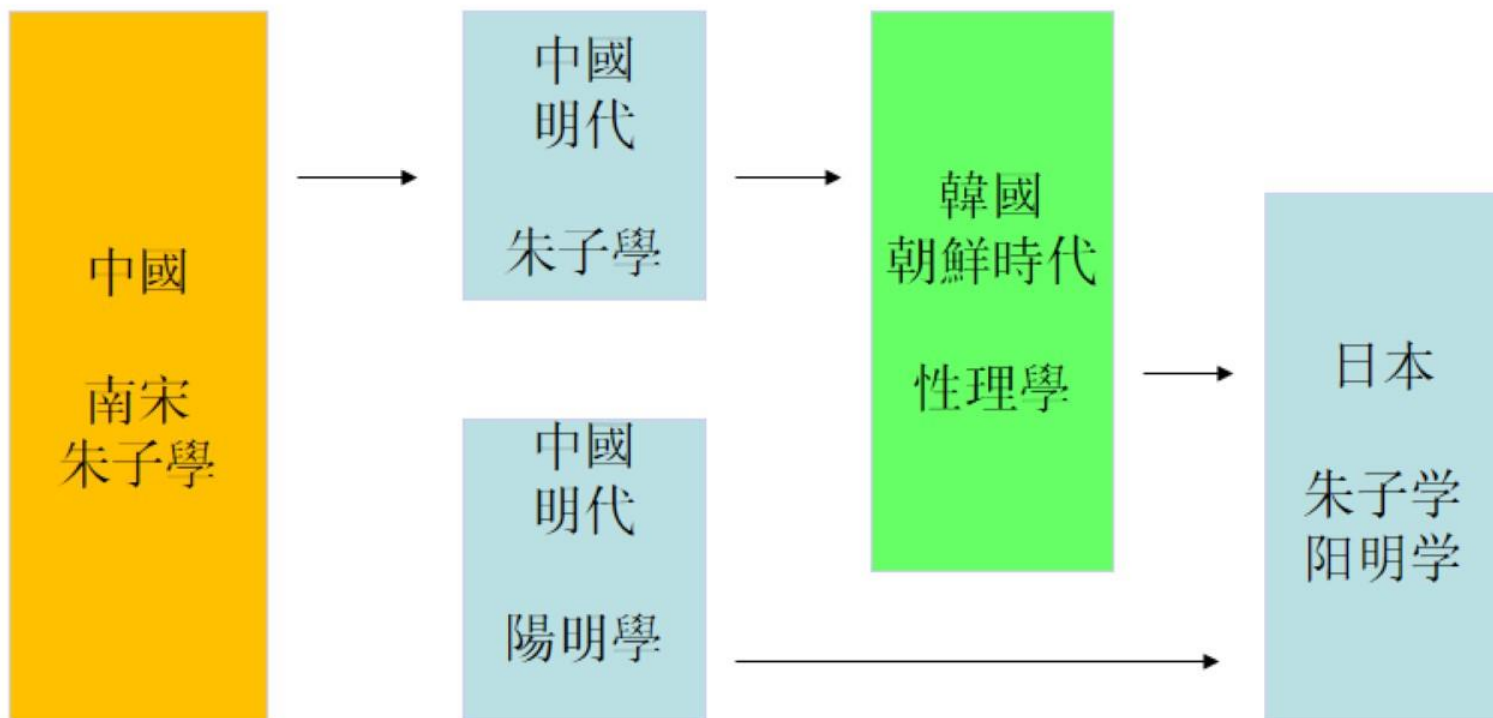 中國
南宋
朱子學
中國
明代
朱子學
中國
明代
陽明學
韓國
朝鮮時代
性理學
日本
朱子学
阳明学